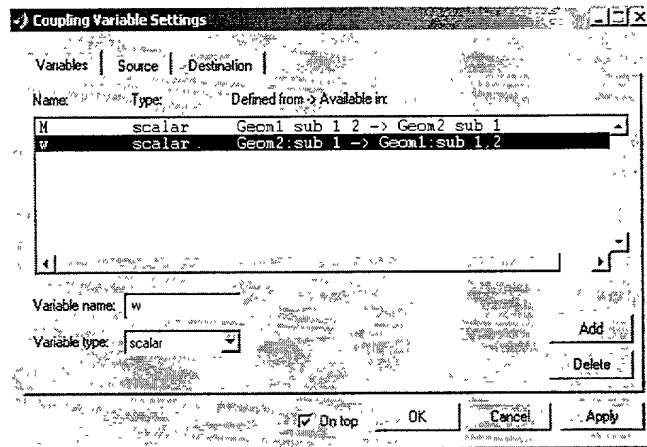 Coupling Variable Settings
Variables Source Destination
Name: Type: Defined from -> Available in:
M scalar Geom1 sub 1 2 -> Geom2 sub 1
w scalar Geom2:sub 1 -> Geom1:sub 1,2
Variable name: w
Variable type: scalar
Add
Delete
On top OK Cancel Apply